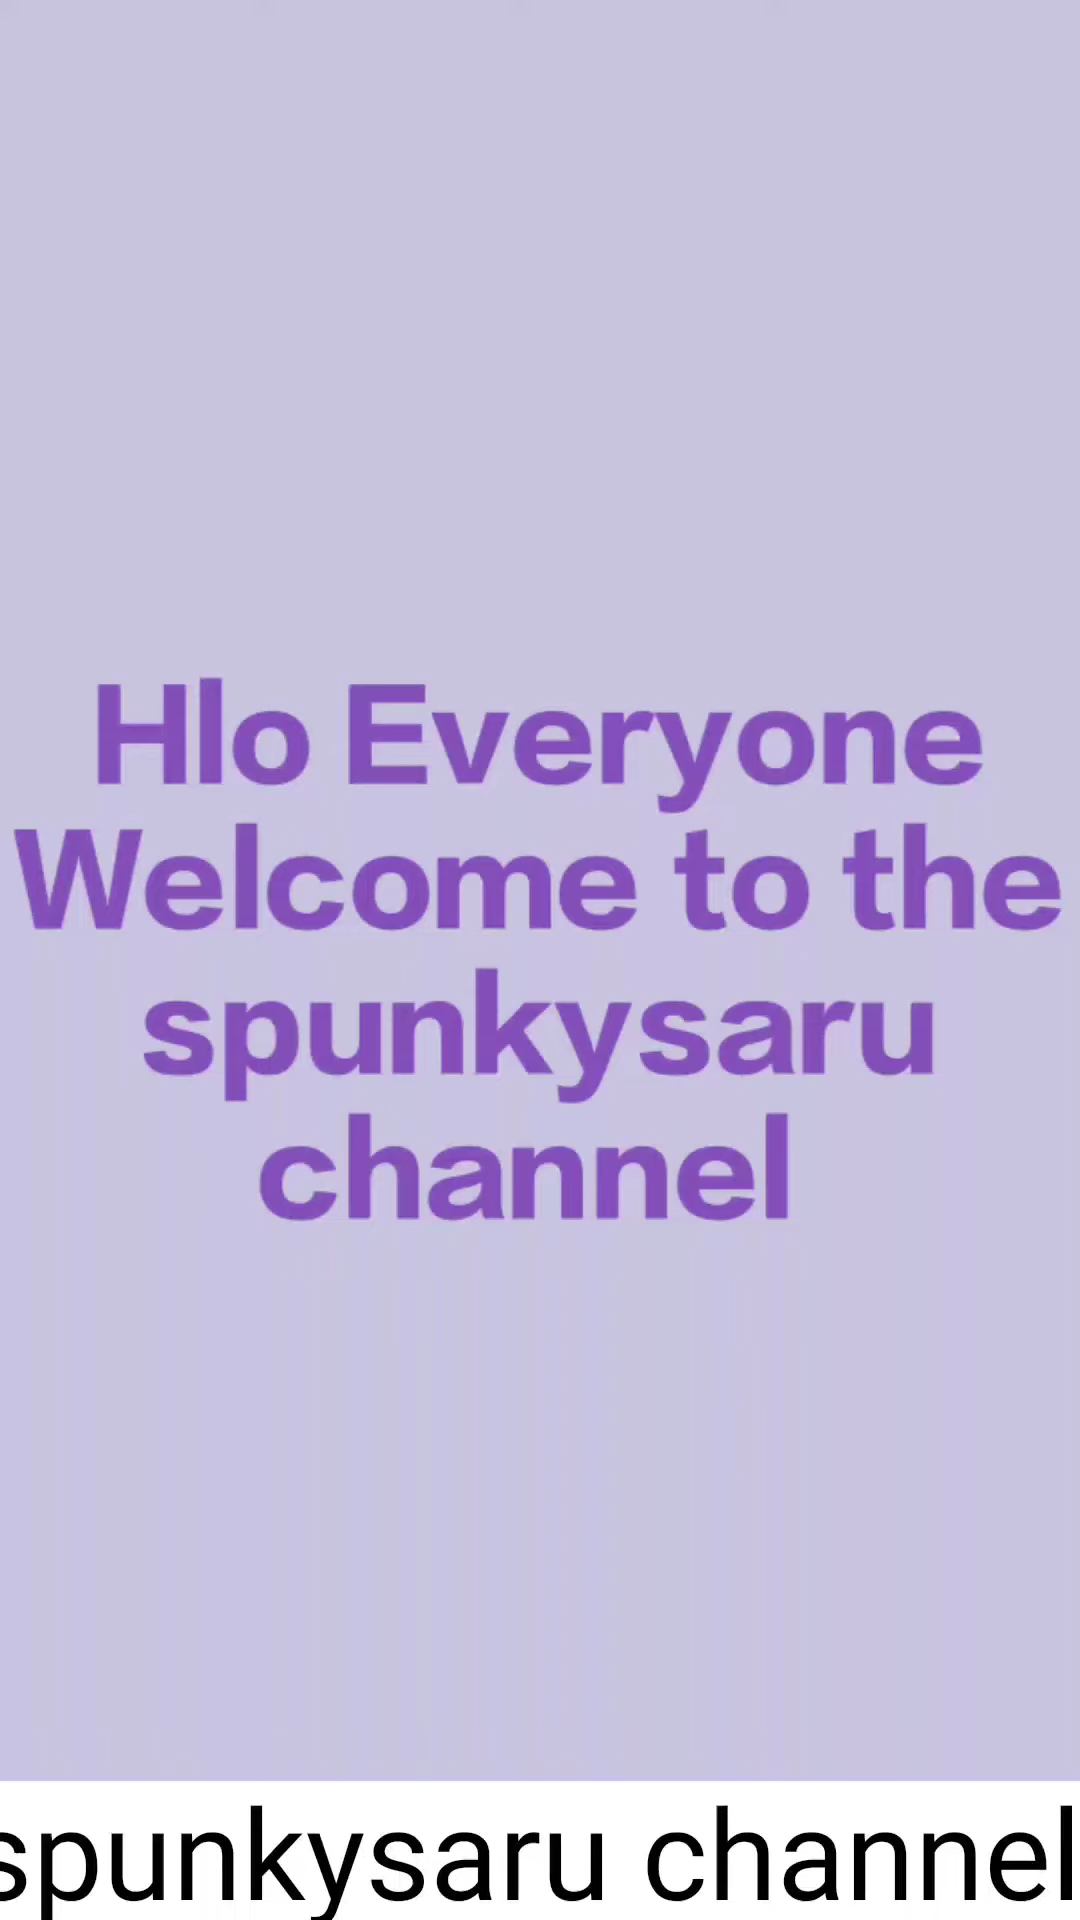 Hlo Everyone
Welcome to the
spunkysaru
channel
spunkysaru channel